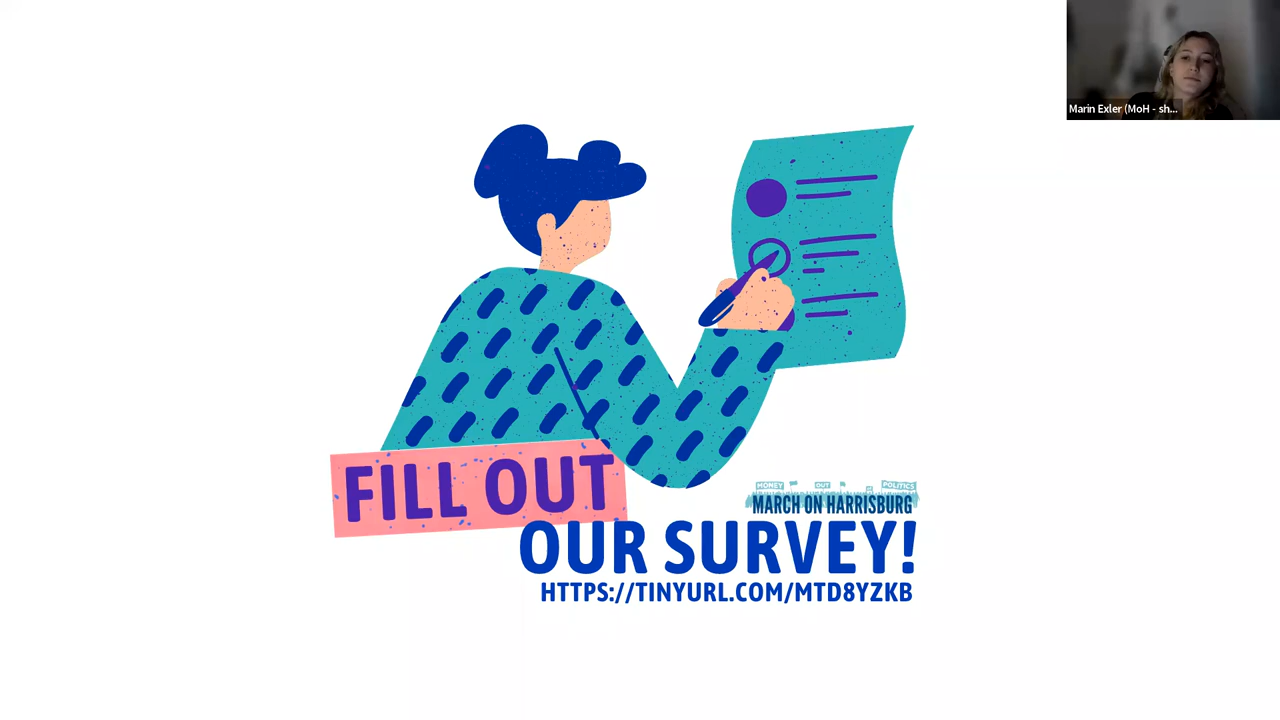 Marin Exler (MoH - sh...
FILL OUT
MONEY OUT POLITICS
MARCH ON HARRISBURG
OUR SURVEY!
HTTPS://TINYURL.COM/MTD8YZKB